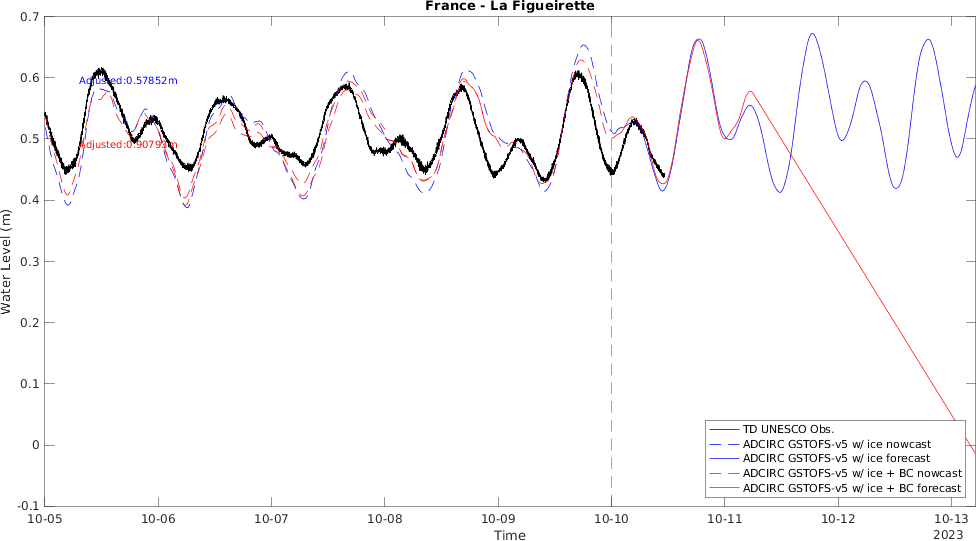 France - La Figueirette
0.7
0.6
0.5
0.4
0.3
0.2
0.1
0
-0.1
Water Level (m)
Adjusted:0.57852m
Adjusted:0.90793m
TD UNESCO Obs.
ADCIRC GSTOFS-v5 w/ ice nowcast
ADCIRC GSTOFS-v5 w/ ice forecast
ADCIRC GSTOFS-v5 w/ ice + BC nowcast
ADCIRC GSTOFS-v5 w/ ice + BC forecast
10-05 10-06 10-07 10-08 10-09 10-10 10-11 10-12 10-13
Time
2023